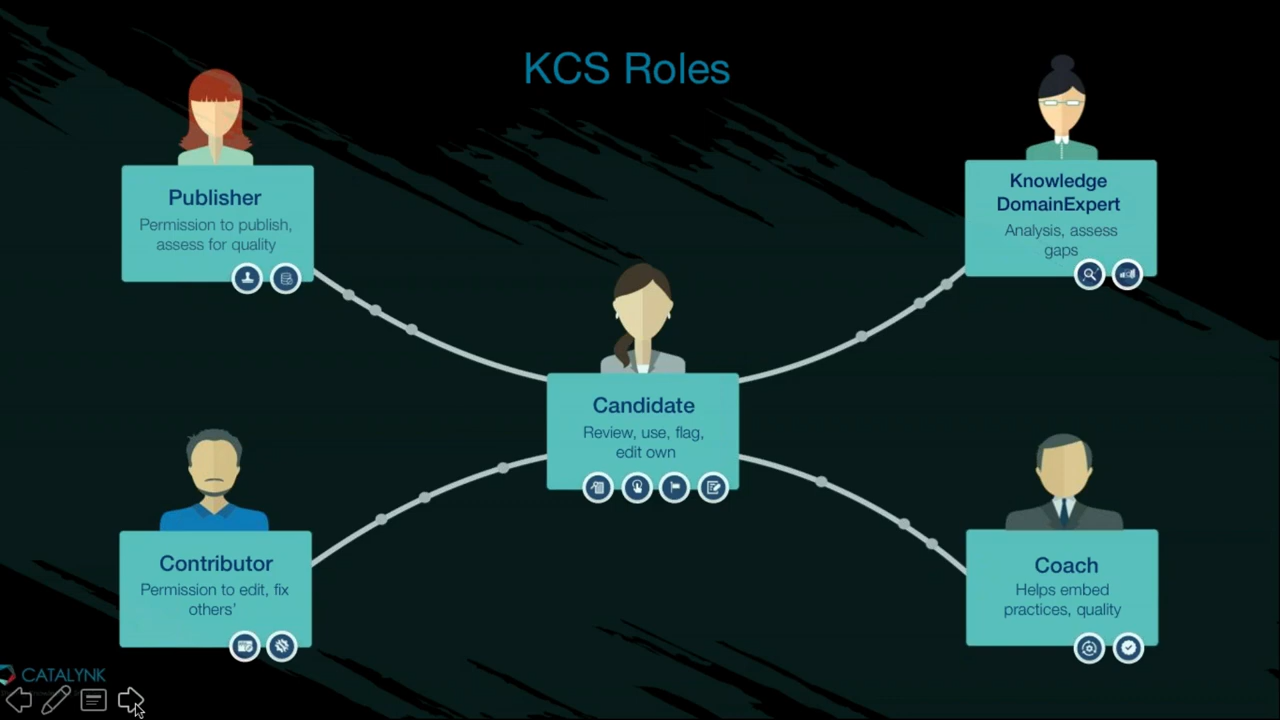 KCS Roles
Publisher
Permission to publish,
assess for quality
Knowledge
DomainExpert
Analysis, assess
gaps
Candidate
Review, use, flag,
edit own
Contributor
Permission to edit, fix
others'
Coach
Helps embed
practices, quality
CATALYNK